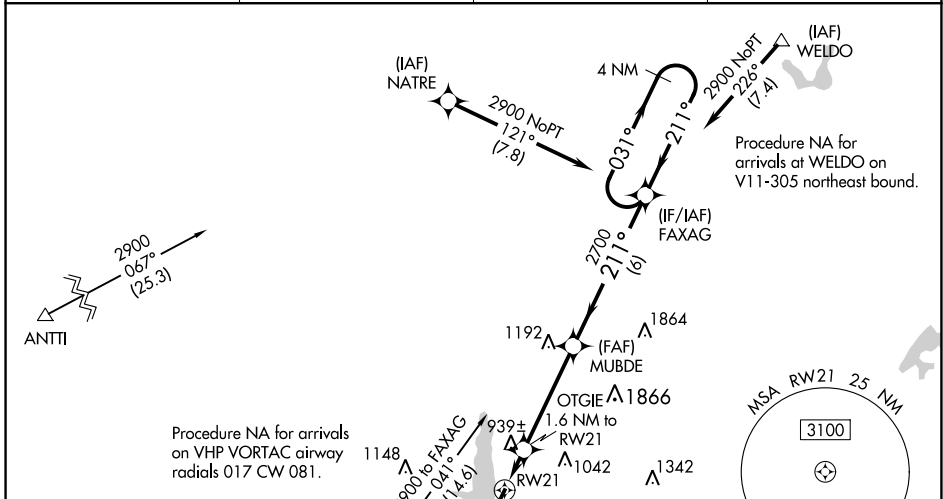 (IAF)
WELDO
2900 NoPT
226°
(7.4)
(IAF)
NATRE
4 NM
2900 NoPT
121°
(7.8)
031°
211°
Procedure NA for
arrivals at WELDO on
V11-305 northeast bound.
(IF/IAF)
FAXAG
2900
067°
(25.3)
2700
211°
(6)
ANTTI
1192
1864
(FAF)
MUBDE
OTGIE
1866
1.6 NM to
RW21
939±
MSA RW21 25 NM
3100
Procedure NA for arrivals
on VHP VORTAC airway
radials 017 CW 081.
1148
1042
1342
900 to FAXAG
041°
(14.6)
RW21